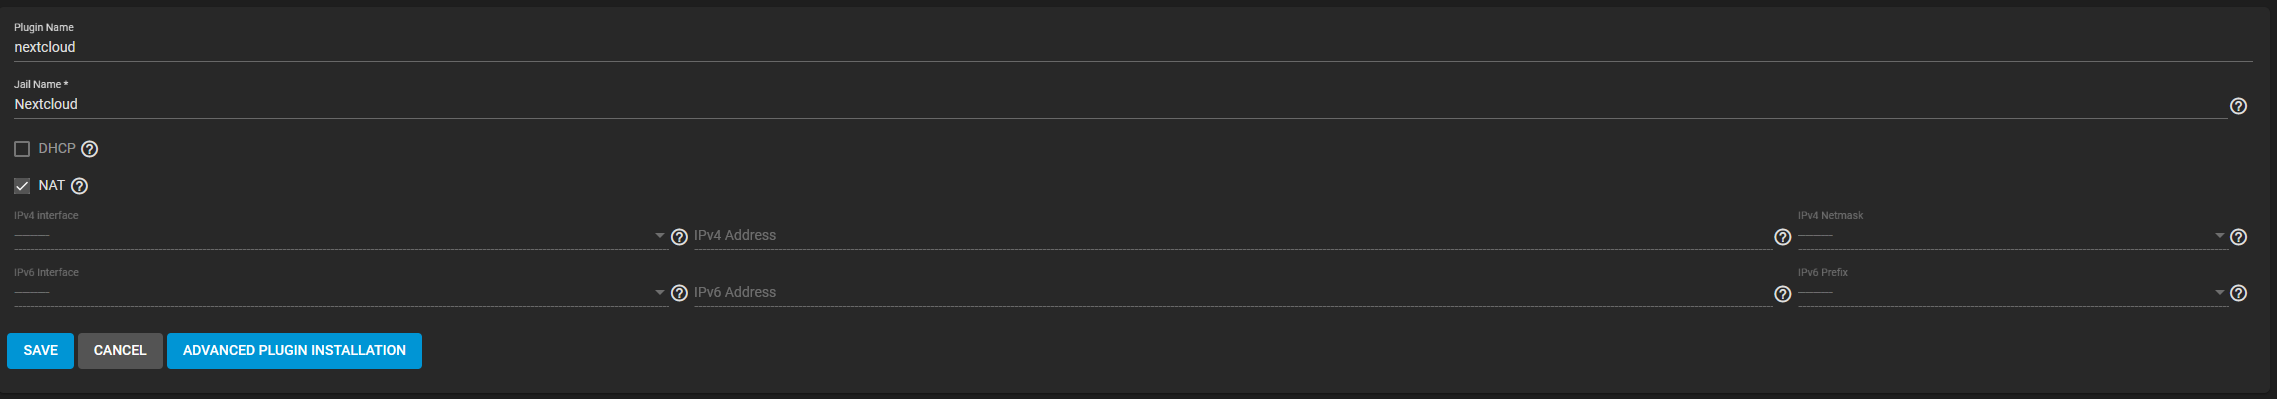 Plugin Name
nextcloud
Jail Name *
Nextcloud
DHCP
NAT
IPv4 interface
IPv4 Address
IPv4 Netmask
IPv6 Interface
IPv6 Address
IPv6 Prefix
SAVE CANCEL ADVANCED PLUGIN INSTALLATION